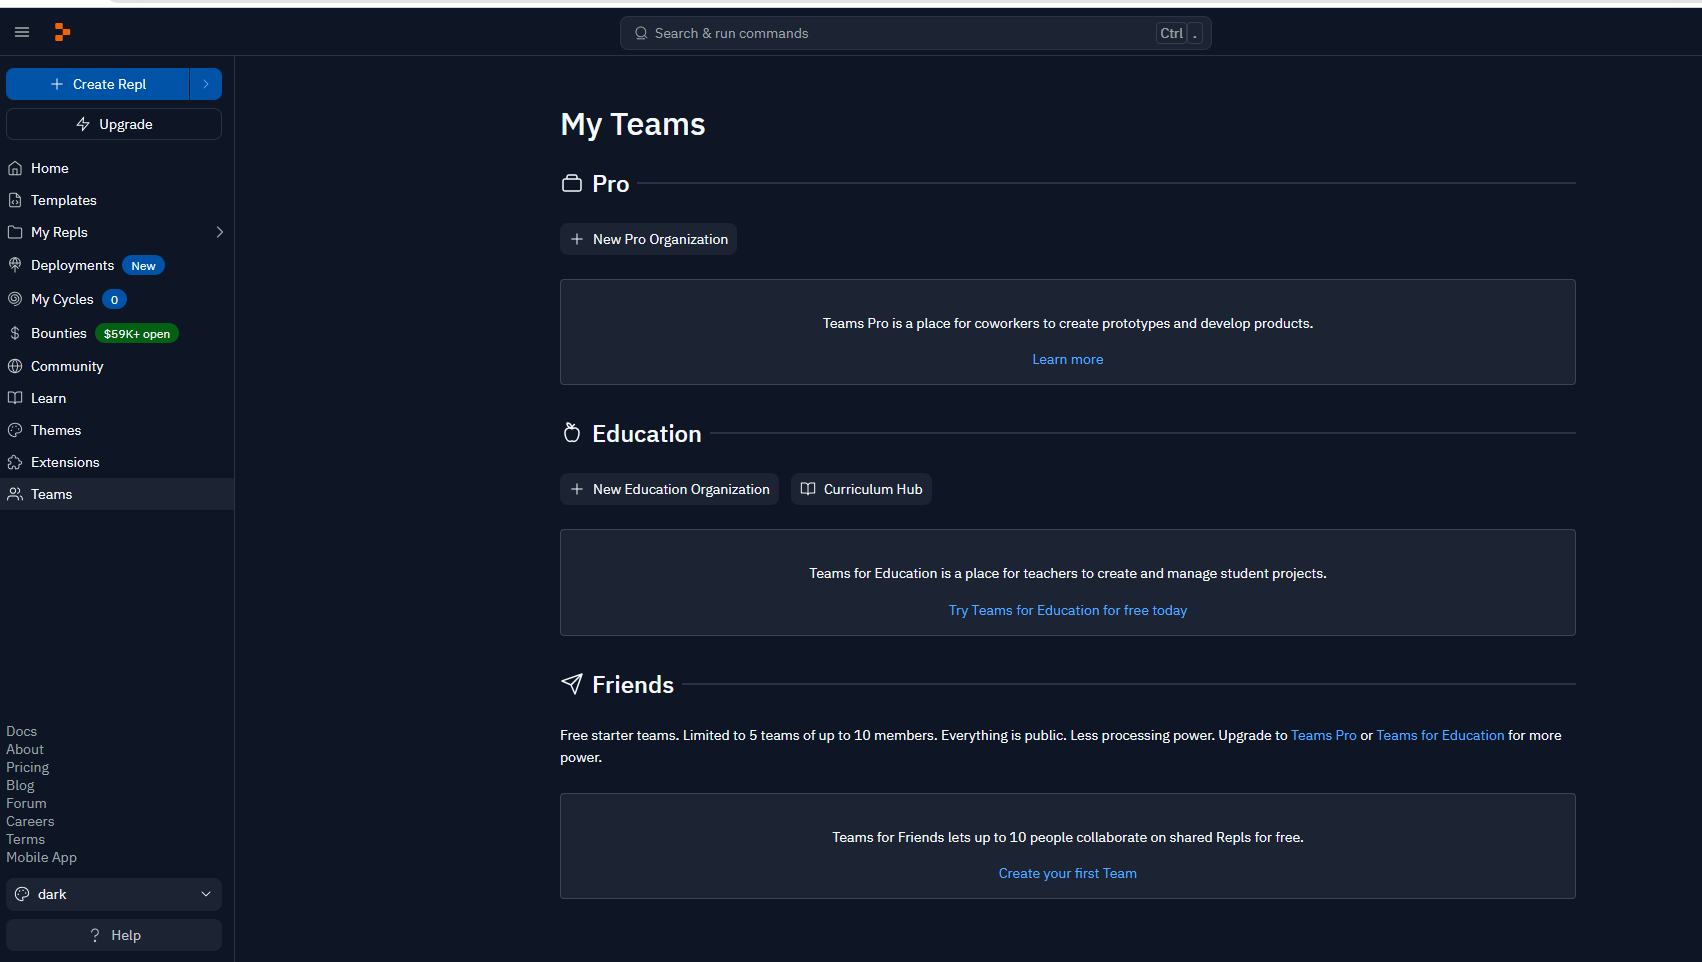 Search & run commands
Ctrl .
Create Repl
Upgrade
Home
Templates
My Repls
Deployments New
My Cycles 0
Bounties $59K+ open
Community
Learn
Themes
Extensions
Teams
Docs
About
Pricing
Blog
Forum
Careers
Terms
Mobile App
dark
? Help
My Teams
Pro
New Pro Organization
Teams Pro is a place for coworkers to create prototypes and develop products.
Learn more
Education
New Education Organization
Curriculum Hub
Teams for Education is a place for teachers to create and manage student projects.
Try Teams for Education for free today
Friends
Free starter teams. Limited to 5 teams of up to 10 members. Everything is public. Less processing power. Upgrade to Teams Pro or Teams for Education for more
power.
Teams for Friends lets up to 10 people collaborate on shared Repls for free.
Create your first Team